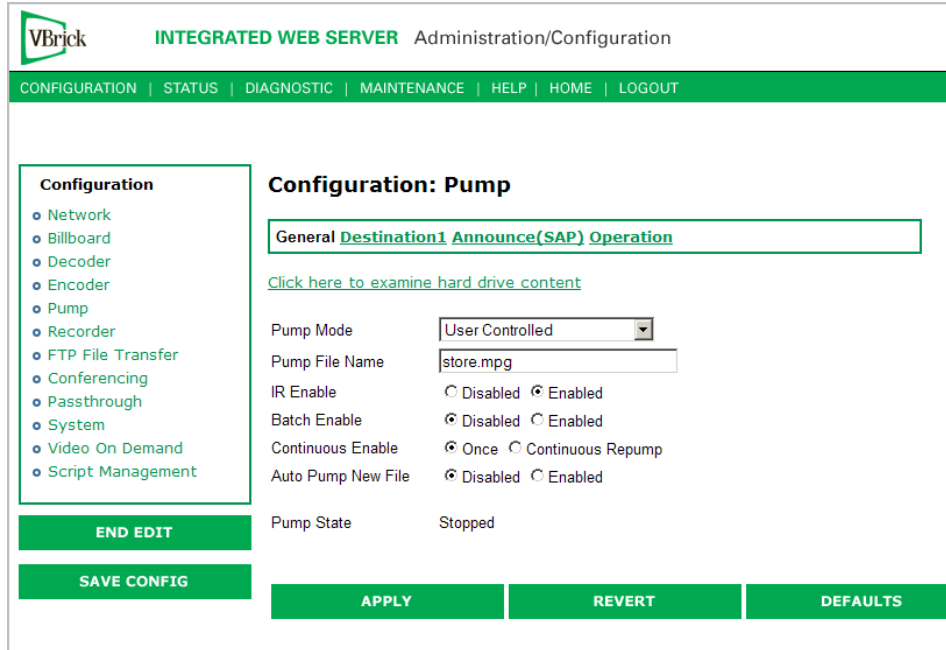 VBrick INTEGRATED WEB SERVER Administration/Configuration
CONFIGURATION | STATUS | DIAGNOSTIC | MAINTENANCE | HELP | HOME | LOGOUT
Configuration
Network
Billboard
Decoder
Encoder
Pump
Recorder
FTP File Transfer
Conferencing
Passthrough
System
Video On Demand
Script Management
END EDIT
SAVE CONFIG
Configuration: Pump
General Destination1 Announce(SAP) Operation
Click here to examine hard drive content
Pump Mode User Controlled
Pump File Name store.mpg
IR Enable Disabled Enabled
Batch Enable Disabled Enabled
Continuous Enable Once Continuous Repump
Auto Pump New File Disabled Enabled
Pump State Stopped
APPLY REVERT DEFAULTS